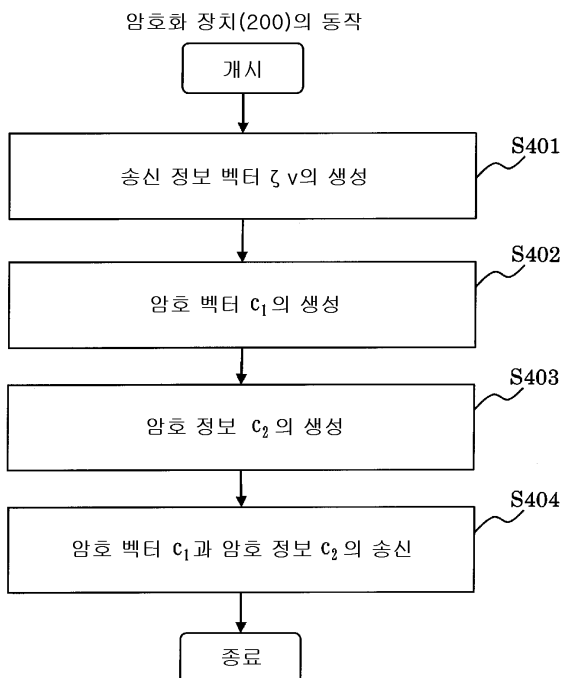 암호화 장치(200)의 동작
개시
S401
송신 정보 벡터 ζ v의 생성
S402
암호 벡터 c₁의 생성
S403
암호 정보 c₂의 생성
S404
암호 벡터 c₁과 암호 정보 c₂의 송신
종료